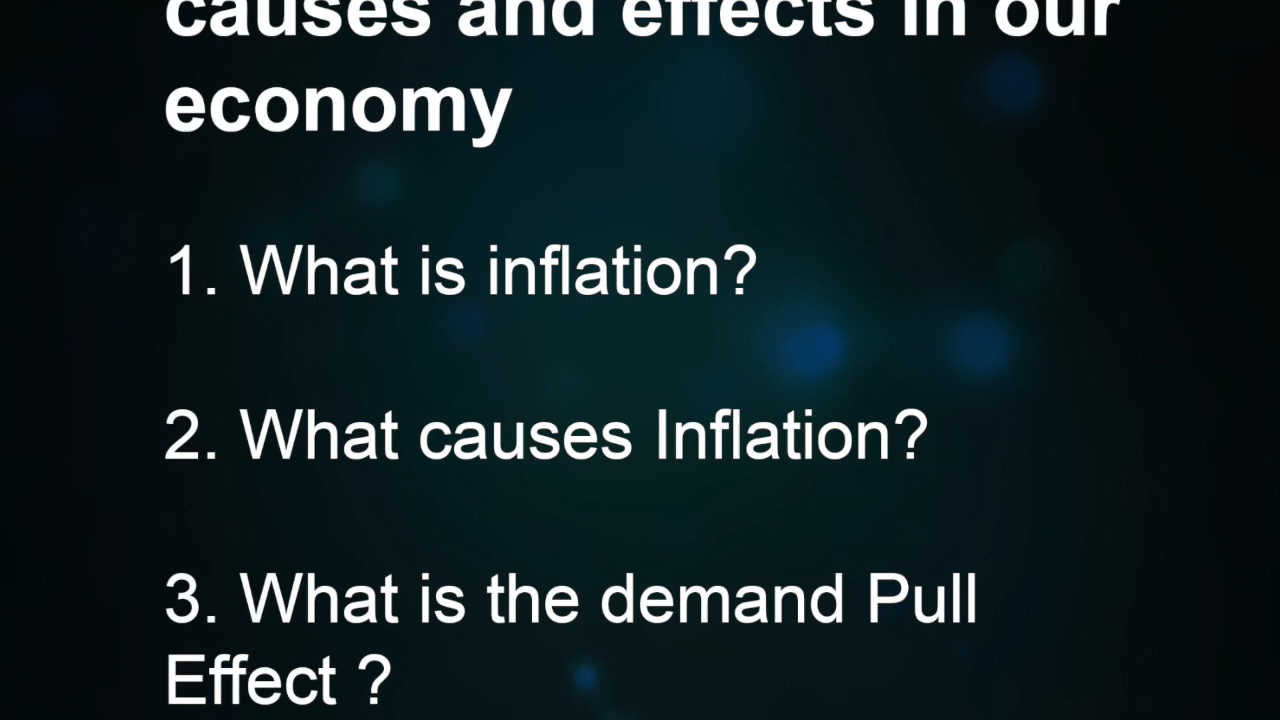 causes and effects in our
economy
1. What is inflation?
2. What causes Inflation?
3. What is the demand Pull
Effect ?